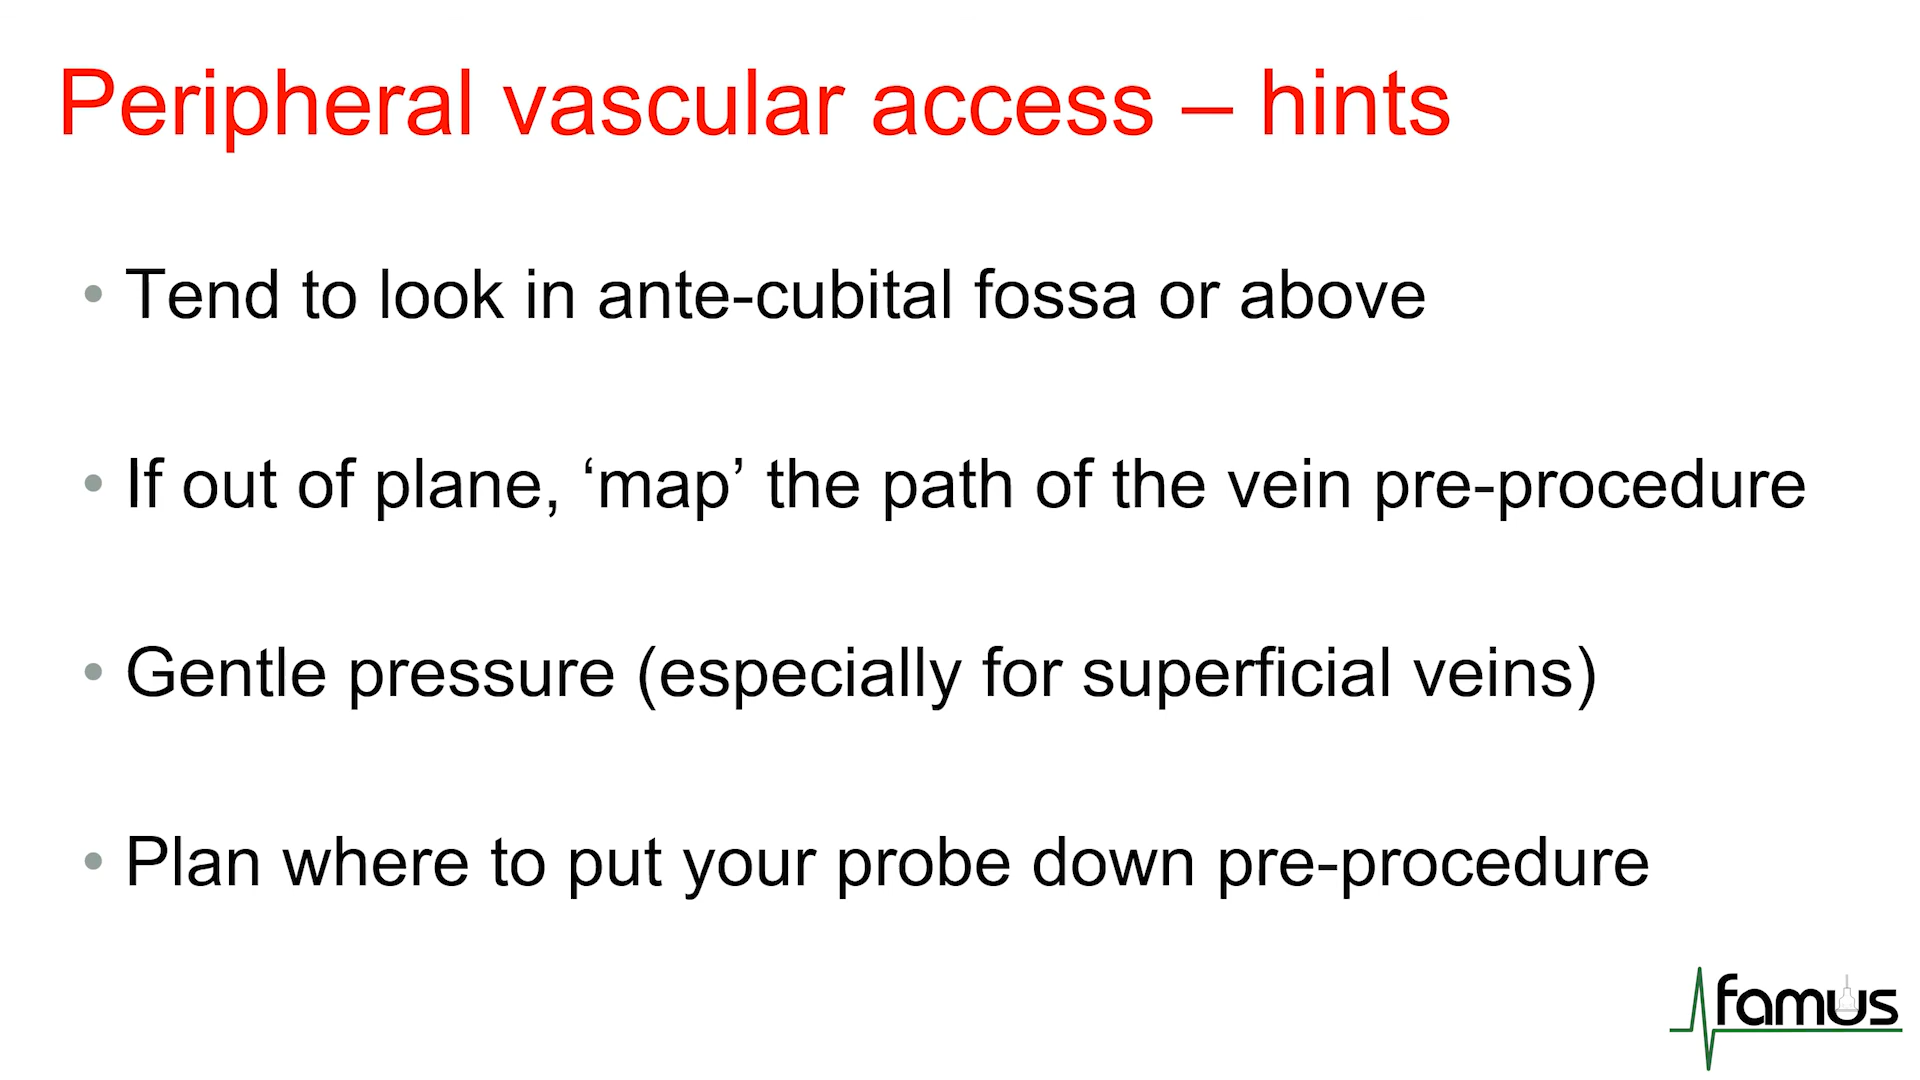 Peripheral vascular access – hints
• Tend to look in ante-cubital fossa or above
• If out of plane, ‘map’ the path of the vein pre-procedure
• Gentle pressure (especially for superficial veins)
• Plan where to put your probe down pre-procedure
famus